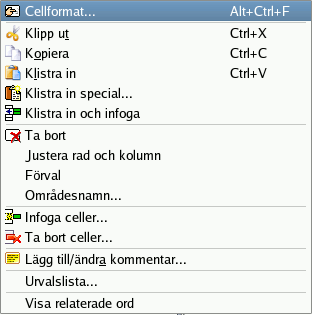 Cellformat... Alt+Ctrl+F
Klipp ut Ctrl+X
Kopiera Ctrl+C
Klistra in Ctrl+V
Klistra in special...
Klistra in och infoga
Ta bort
Justera rad och kolumn
Förval
Områdesnamn...
Infoga celler...
Ta bort celler...
Lägg till/ändra kommentar...
Urvalslista...
Visa relaterade ord